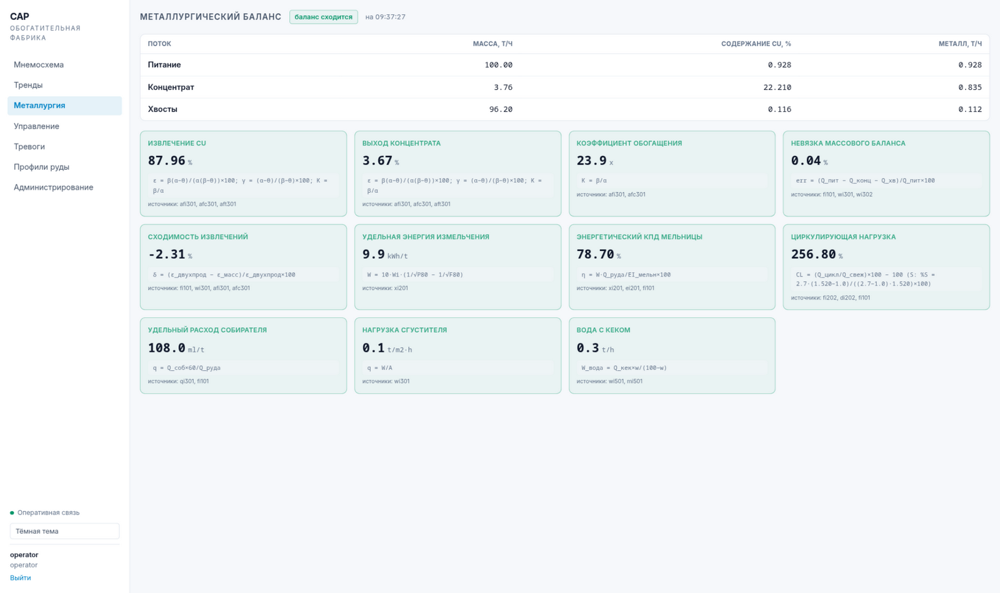 САР
ОБОГАТИТЕЛЬНАЯ
ФАБРИКА
Мнемосхема
Тренды
Металлургия
Управление
Тревоги
Профили руды
Администрирование
Оперативная связь
Тёмная тема
operator
operator
Выйти
МЕТАЛЛУРГИЧЕСКИЙ БАЛАНС баланс сходится на 09:37:27
ПОТОК МАССА, Т/Ч СОДЕРЖАНИЕ CU, % МЕТАЛЛ, Т/Ч
Питание 100.00 0.928 0.928
Концентрат 3.76 22.210 0.835
Хвосты 96.20 0.116 0.112
ИЗВЛЕЧЕНИЕ CU
87.96 %
ε = β(α−θ)/(α(β−θ))×100; γ = (α−θ)/(β−θ)×100; K =
β/α
источники: afi301, afc301, aft301
ВЫХОД КОНЦЕНТРАТА
3.67 %
ε = β(α−θ)/(α(β−θ))×100; γ = (α−θ)/(β−θ)×100; K =
β/α
источники: afi301, afc301, aft301
КОЭФФИЦИЕНТ ОБОГАЩЕНИЯ
23.9 x
K = β/α
источники: afi301, afc301
НЕВЯЗКА МАССОВОГО БАЛАНСА
0.04 %
err = (Q_пит − Q_конц − Q_хв)/Q_пит×100
источники: fi101, wi301, wi302
СХОДИМОСТЬ ИЗВЛЕЧЕНИЙ
-2.31 %
δ = (ε_двухпрод − ε_масс)/ε_двухпрод×100
источники: fi101, wi301, afi301, afc301
УДЕЛЬНАЯ ЭНЕРГИЯ ИЗМЕЛЬЧЕНИЯ
9.9 kWh/t
W = 10·Wi·(1/√P80 − 1/√F80)
источники: xi201
ЭНЕРГЕТИЧЕСКИЙ КПД МЕЛЬНИЦЫ
78.70 %
η = W·Q_руда/EI_мельн×100
источники: xi201, ei201, fi101
ЦИРКУЛИРУЮЩАЯ НАГРУЗКА
256.80 %
CL = (Q_цикл/Q_свеж)×100 − 100 (S: %S =
2.7·(1.520−1.0)/((2.7−1.0)·1.520)×100)
источники: fi202, di202, fi101
УДЕЛЬНЫЙ РАСХОД СОБИРАТЕЛЯ
108.0 ml/t
q = Q_соб×60/Q_руда
источники: qi301, fi101
НАГРУЗКА СГУСТИТЕЛЯ
0.1 t/m2·h
q = W/A
источники: wi301
ВОДА С КЕКОМ
0.3 t/h
W_вода = Q_кек×w/(100−w)
источники: wi501, mi501